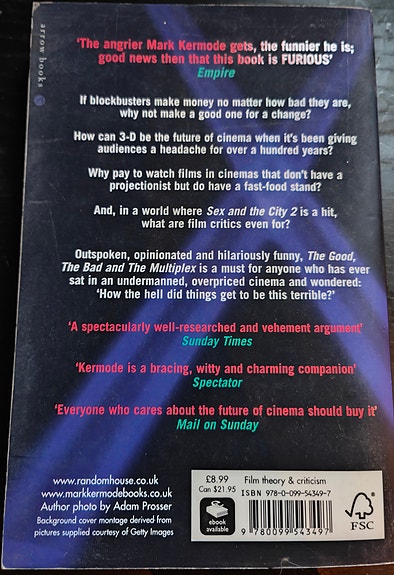 arrow books
'The angrier Mark Kermode gets, the funnier he is;
good news then that this book is FURIOUS'
Empire
If blockbusters make money no matter how bad they are,
why not make a good one for a change?
How can 3-D be the future of cinema when it's been giving
audiences a headache for over a hundred years?
Why pay to watch films in cinemas that don't have a
projectionist but do have a fast-food stand?
And, in a world where Sex and the City 2 is a hit,
what are film critics even for?
Outspoken, opinionated and hilariously funny, The Good,
The Bad and The Multiplex is a must for anyone who has ever
sat in an undermanned, overpriced cinema and wondered:
'How the hell did things get to be this terrible?'
'A spectacularly well-researched and vehement argument'
Sunday Times
'Kermode is a bracing, witty and charming companion'
Spectator
'Everyone who cares about the future of cinema should buy it'
Mail on Sunday
www.randomhouse.co.uk
www.markkermodebooks.co.uk
Author photo by Adam Prosser
Background cover montage derived from
pictures supplied courtesy of Getty Images
£8.99
Can $21.95
ebook
available
Film theory & criticism
ISBN 978-0-099-54349-7
9 780099 543497
FSC